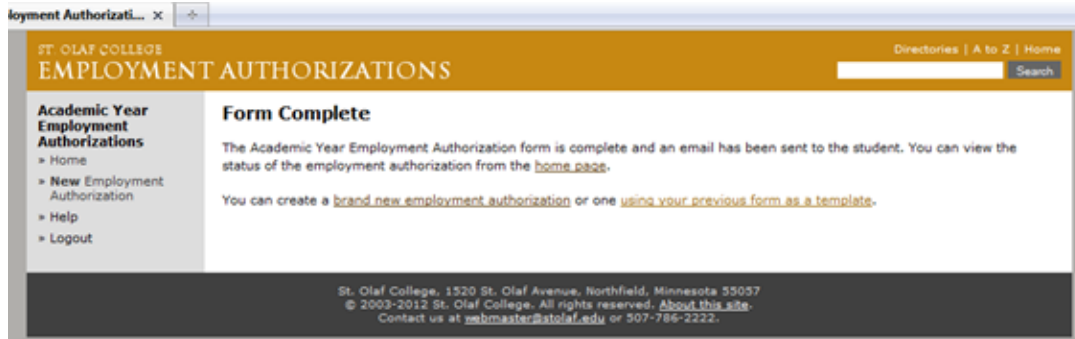 loyment Authorizati... x
ST. OLAF COLLEGE
EMPLOYMENT AUTHORIZATIONS
Directories | A to Z | Home
Search
Academic Year
Employment
Authorizations
» Home
» New Employment
Authorization
» Help
» Logout
Form Complete
The Academic Year Employment Authorization form is complete and an email has been sent to the student. You can view the
status of the employment authorization from the home page.
You can create a brand new employment authorization or one using your previous form as a template.
St. Olaf College, 1520 St. Olaf Avenue, Northfield, Minnesota 55057
© 2003-2012 St. Olaf College. All rights reserved. About this site.
Contact us at webmaster@stolaf.edu or 507-786-2222.